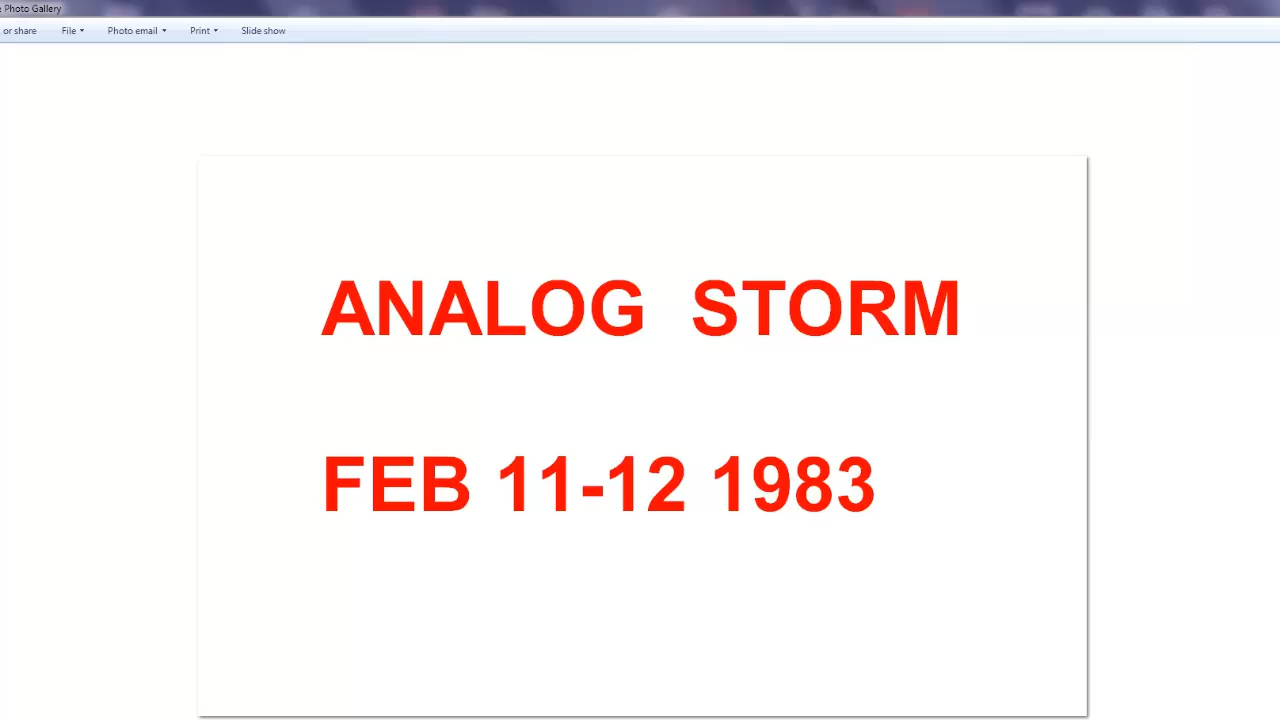 Photo Gallery
or share File Photo email Print Slide show
ANALOG STORM
FEB 11-12 1983